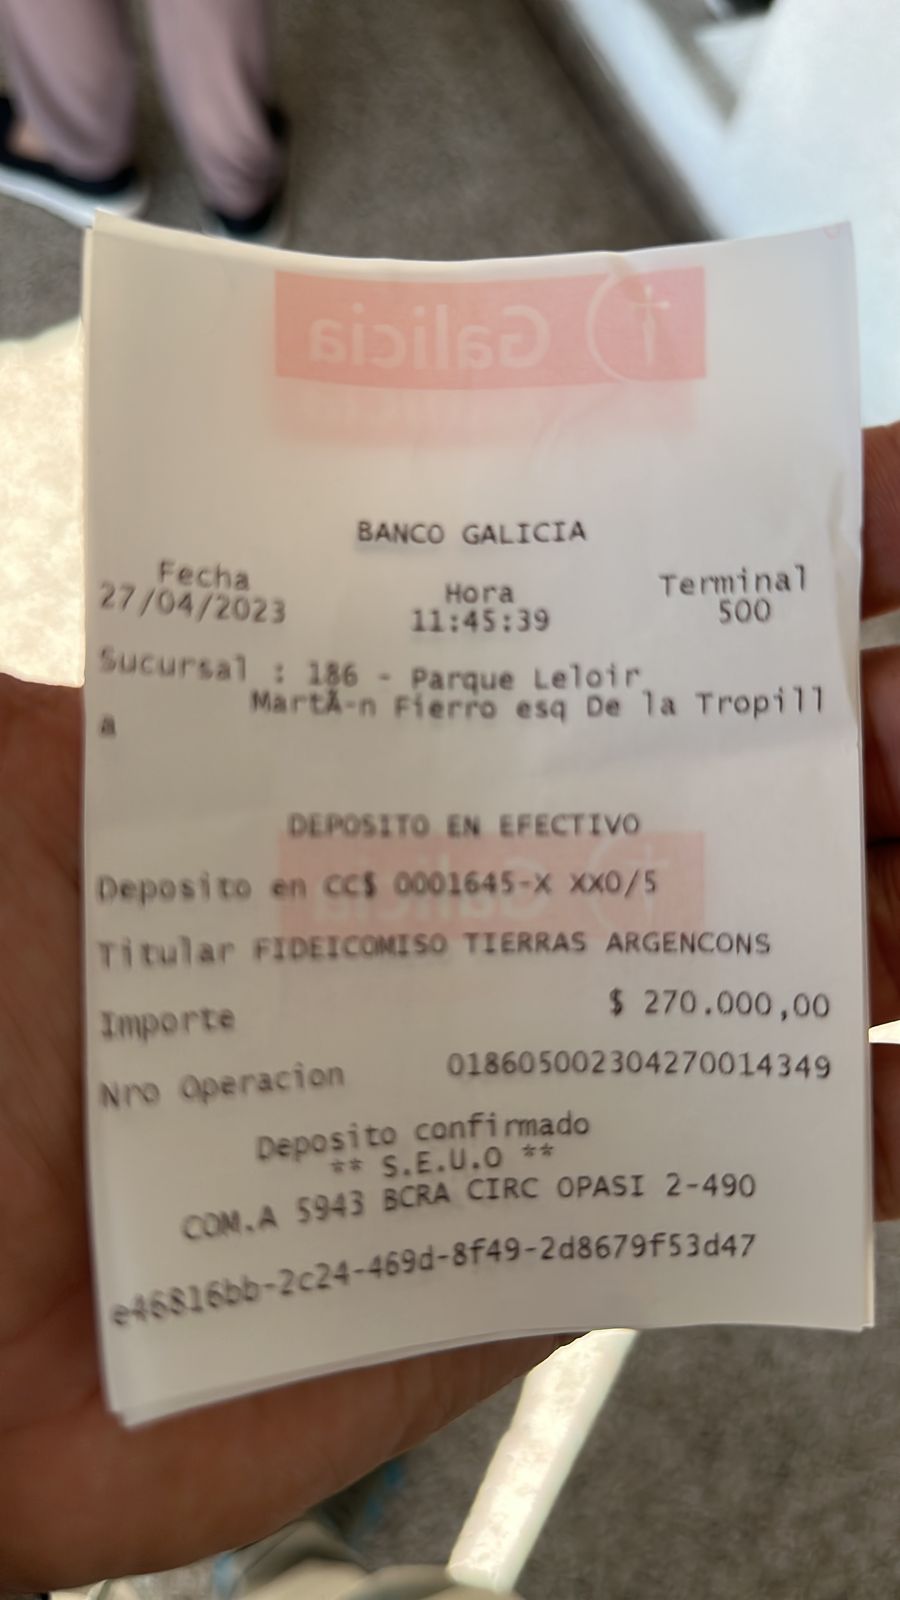 Galicia
BANCO GALICIA
Fecha Hora Terminal
27/04/2023 11:45:39 500
Sucursal : 186 - Parque Leloir
MartÃ-n Fierro esq De la Tropill
a
DEPOSITO EN EFECTIVO
Galicia
Deposito en CC$ 0001645-X XX0/5
Titular FIDEICOMISO TIERRAS ARGENCONS
Importe $ 270.000,00
Nro Operacion 018605002304270014349
Deposito confirmado
** S.E.U.O **
COM.A 5943 BCRA CIRC OPASI 2-490
e46816bb-2c24-469d-8f49-2d8679f53d47